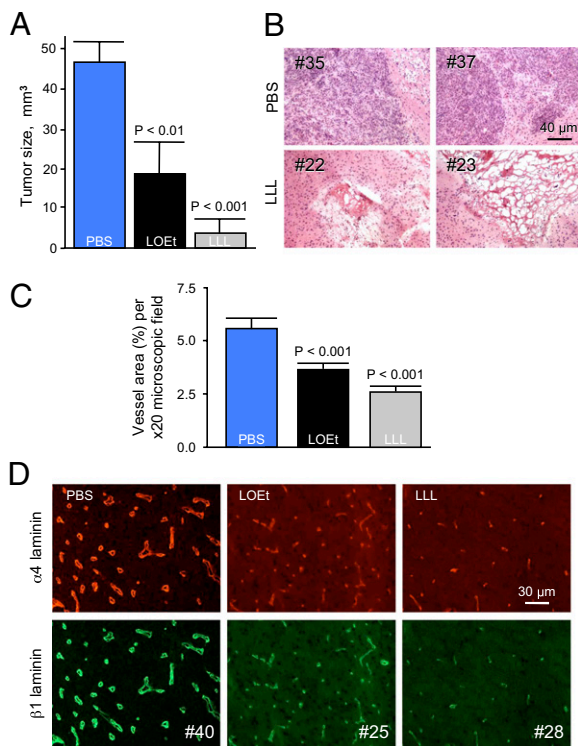 A
Tumor size, mm³
50
40
30
20
10
0
P < 0.01
P < 0.001
PBS
LOEt
LLL
B
PBS
LLL
#35
#37
40 µm
#22
#23
C
Vessel area (%) per
x20 microscopic field
7.5
5.0
2.5
0.0
P < 0.001
P < 0.001
PBS
LOEt
LLL
D
α4 laminin
PBS
LOEt
LLL
30 µm
β1 laminin
#40
#25
#28